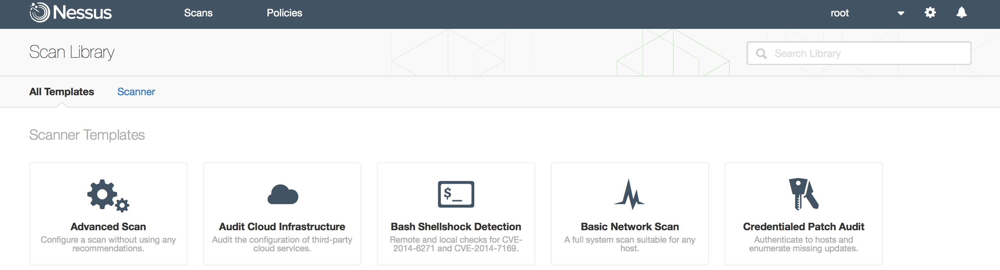 Nessus Scans Policies root
Scan Library
Search Library
All Templates Scanner
Scanner Templates
$_
Advanced Scan
Configure a scan without using any
recommendations.
Audit Cloud Infrastructure
Audit the configuration of third-party
cloud services.
Bash Shellshock Detection
Remote and local checks for CVE-
2014-6271 and CVE-2014-7169.
Basic Network Scan
A full system scan suitable for any
host.
Credentialed Patch Audit
Authenticate to hosts and
enumerate missing updates.